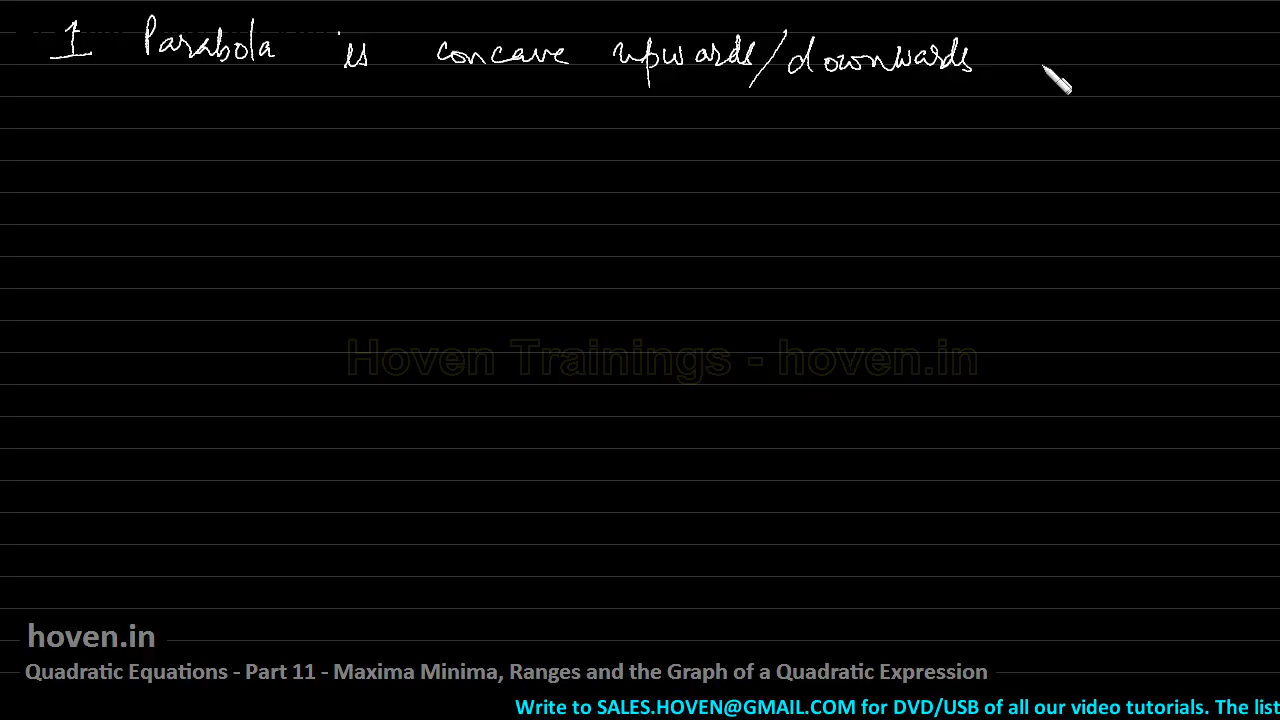 1 Parabola is concave upwards/downwards
Hoven Trainings - hoven.in
hoven.in
Quadratic Equations - Part 11 - Maxima Minima, Ranges and the Graph of a Quadratic Expression
Write to SALES.HOVEN@GMAIL.COM for DVD/USB of all our video tutorials. The list